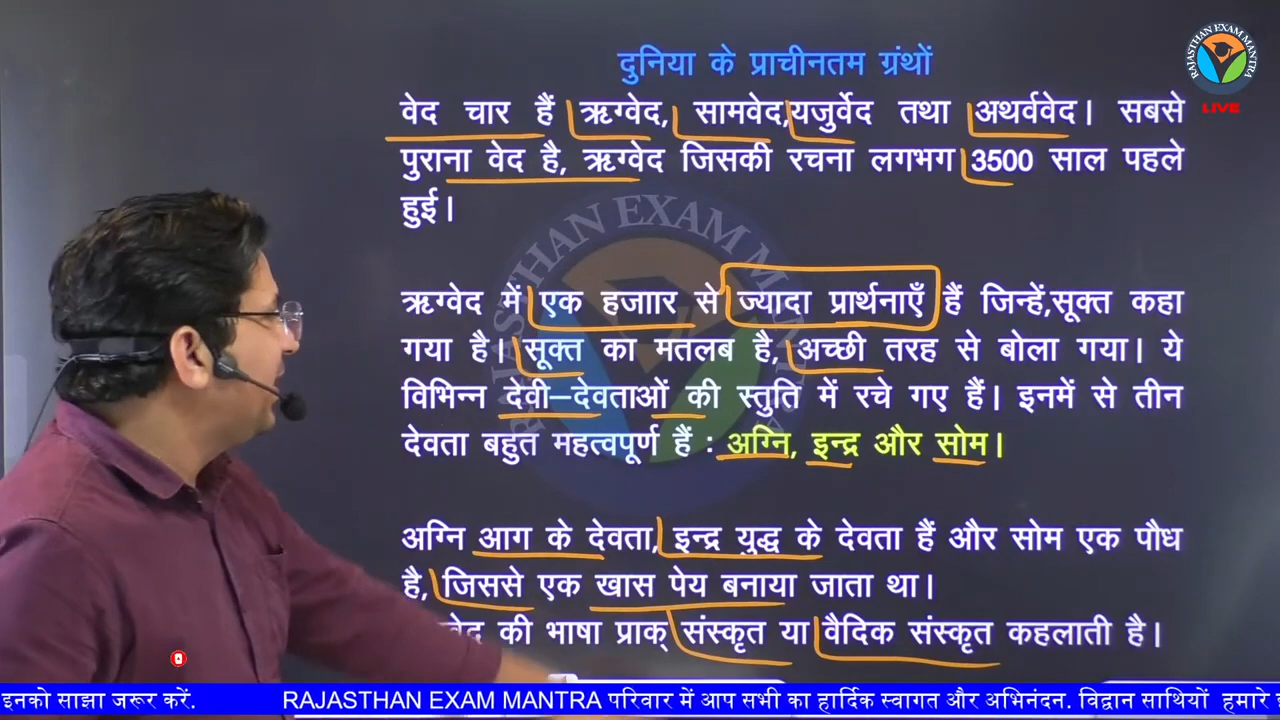 दुनिया के प्राचीनतम ग्रंथों
RAJASTHAN EXAM MANTRA
LIVE
वेद चार हैं ऋग्वेद, सामवेद,यजुर्वेद तथा अथर्ववेद। सबसे
पुराना वेद है, ऋग्वेद जिसकी रचना लगभग 3500 साल पहले
हुई।
RAJASTHAN EXAM MANTRA
ऋग्वेद में एक हजाार से ज्यादा प्रार्थनाएँ हैं जिन्हें,सूक्त कहा
गया है। सूक्त का मतलब है, अच्छी तरह से बोला गया। ये
विभिन्न देवी–देवताओं की स्तुति में रचे गए हैं। इनमें से तीन
देवता बहुत महत्वपूर्ण हैं : अग्नि, इन्द्र और सोम।
अग्नि आग के देवता, इन्द्र युद्ध के देवता हैं और सोम एक पौध
है, जिससे एक खास पेय बनाया जाता था।
की भाषा प्राक् संस्कृत या वैदिक संस्कृत कहलाती है।
इनको साझा जरूर करें. RAJASTHAN EXAM MANTRA परिवार में आप सभी का हार्दिक स्वागत और अभिनंदन. विद्वान साथियों हमारे